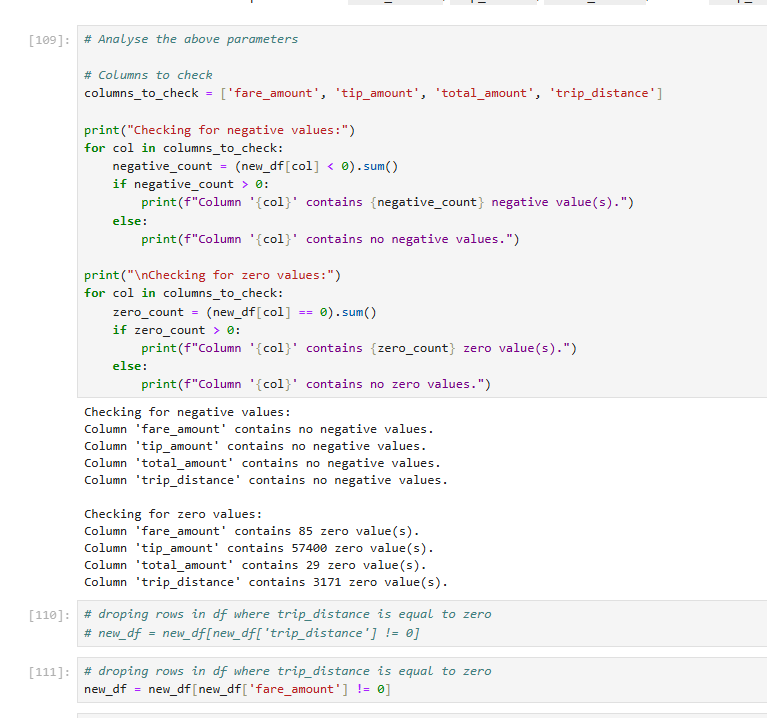 [109]: # Analyse the above parameters
# Columns to check
columns_to_check = ['fare_amount', 'tip_amount', 'total_amount', 'trip_distance']
print("Checking for negative values:")
for col in columns_to_check:
    negative_count = (new_df[col] < 0).sum()
    if negative_count > 0:
        print(f"Column '{col}' contains {negative_count} negative value(s).")
    else:
        print(f"Column '{col}' contains no negative values.")
print("\nChecking for zero values:")
for col in columns_to_check:
    zero_count = (new_df[col] == 0).sum()
    if zero_count > 0:
        print(f"Column '{col}' contains {zero_count} zero value(s).")
    else:
        print(f"Column '{col}' contains no zero values.")
Checking for negative values:
Column 'fare_amount' contains no negative values.
Column 'tip_amount' contains no negative values.
Column 'total_amount' contains no negative values.
Column 'trip_distance' contains no negative values.
Checking for zero values:
Column 'fare_amount' contains 85 zero value(s).
Column 'tip_amount' contains 57400 zero value(s).
Column 'total_amount' contains 29 zero value(s).
Column 'trip_distance' contains 3171 zero value(s).
[110]: # droping rows in df where trip_distance is equal to zero
# new_df = new_df[new_df['trip_distance'] != 0]
[111]: # droping rows in df where trip_distance is equal to zero
new_df = new_df[new_df['fare_amount'] != 0]